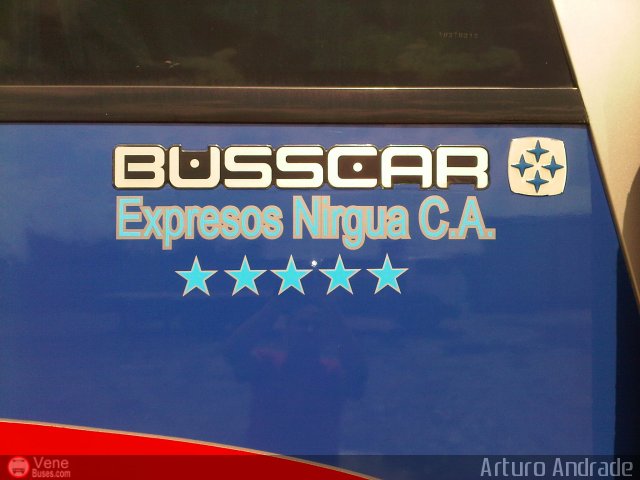 BUSSCAR
Expresos Nirgua C.A.
Vene
Buses.com
Arturo Andrade